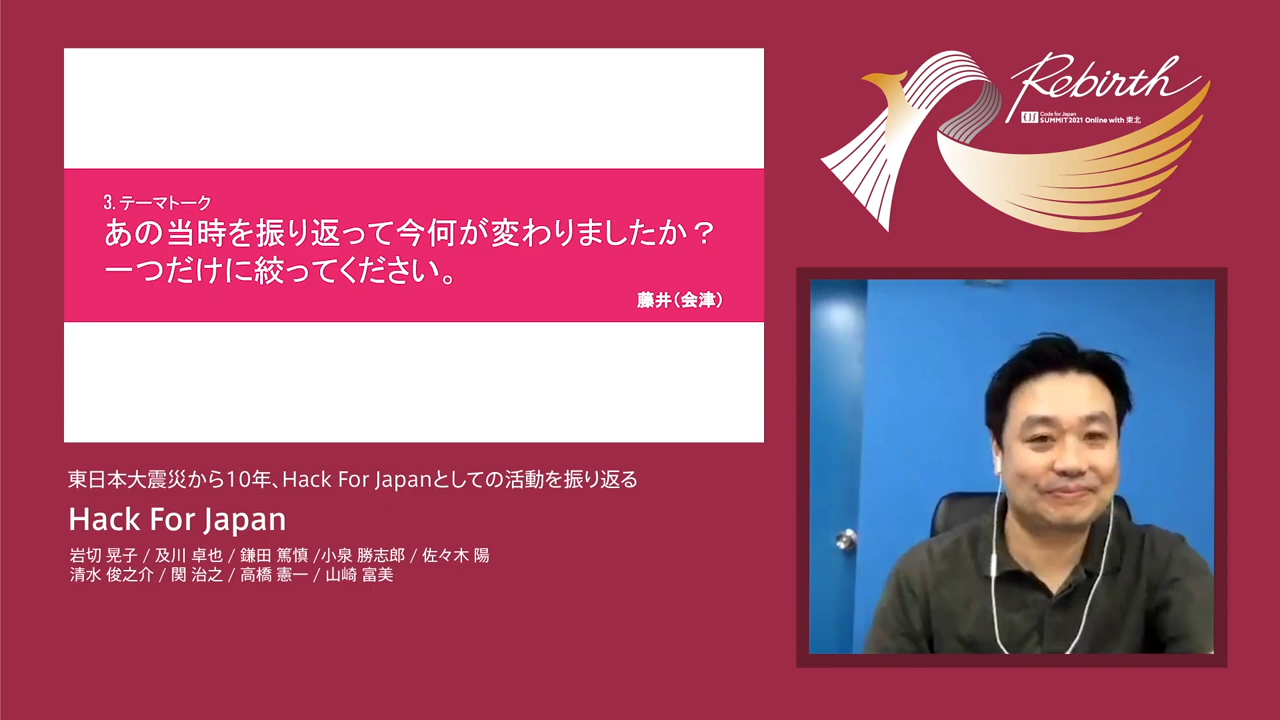 3. テーマトーク
あの当時を振り返って今何が変わりましたか？
一つだけに絞ってください。
藤井（会津）
Rebirth
Code for Japan
CfJ SUMMIT2021 Online with 東北
東日本大震災から10年、Hack For Japanとしての活動を振り返る
Hack For Japan
岩切 晃子 / 及川 卓也 / 鎌田 篤慎 /小泉 勝志郎 / 佐々木 陽
清水 俊之介 / 関 治之 / 高橋 憲一 / 山崎 富美